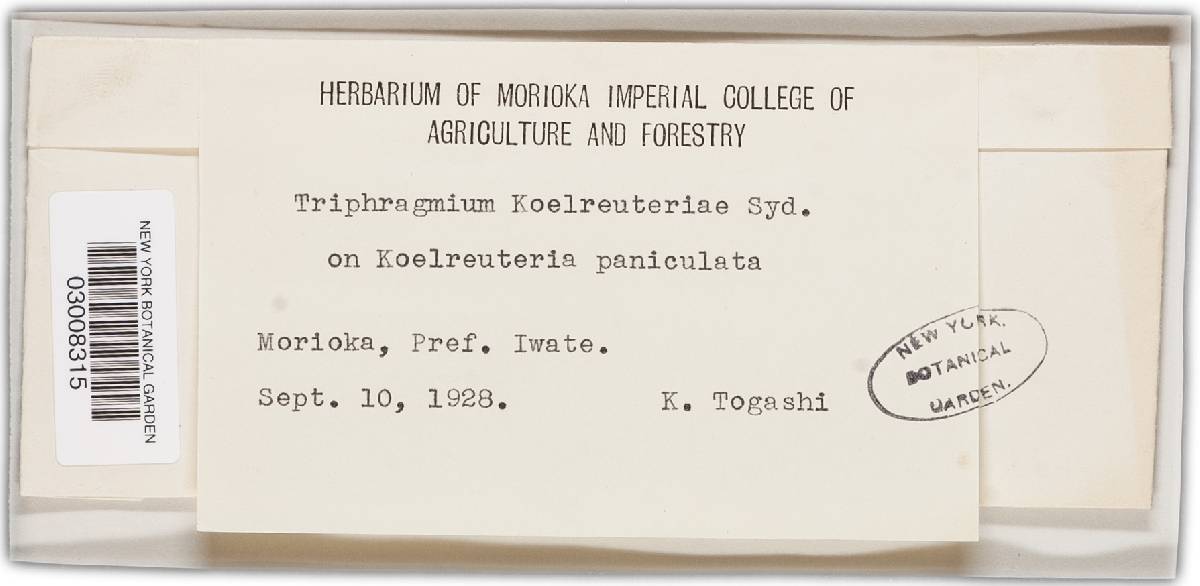 HERBARIUM OF MORIOKA IMPERIAL COLLEGE OF
AGRICULTURE AND FORESTRY
Triphragmium Koelreuteriae Syd.
on Koelreuteria paniculata
Morioka, Pref. Iwate.
Sept. 10, 1928.
K. Togashi
NEW YORK.
BOTANICAL
GARDEN.
NEW YORK BOTANICAL GARDEN
03008315